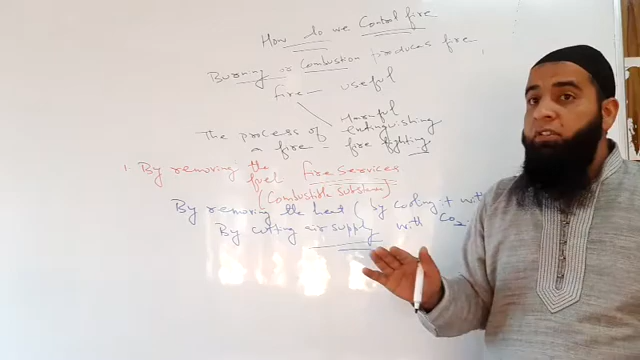 How do we Control fire
Burning or Combustion produces fire
fire — useful
Harmful
The process of extinguishing
a fire — fire fighting
1. By removing the fire services
fuel (Combustible substance)
By removing the heat (by cooling it with
By cutting air supply with CO2.